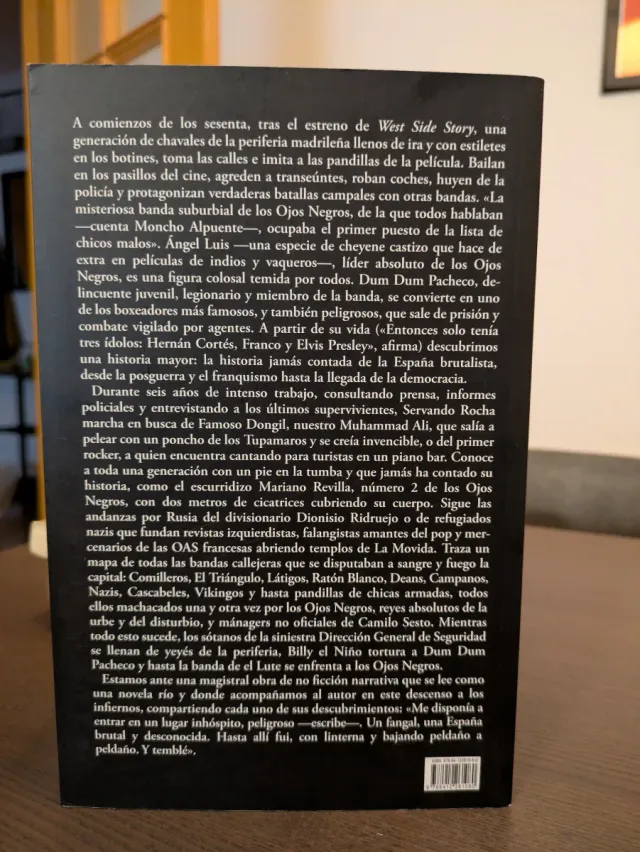 A comienzos de los sesenta, tras el estreno de West Side Story, una
generación de chavales de la periferia madrileña llenos de ira y con estiletes
en los botines, toma las calles e imita a las pandillas de la película. Bailan
en los pasillos del cine, agreden a transeúntes, roban coches, huyen de la
policía y protagonizan verdaderas batallas campales con otras bandas. «La
misteriosa banda suburbial de los Ojos Negros, de la que todos hablaban
—cuenta Moncho Alpuente—, ocupaba el primer puesto de la lista de
chicos malos». Ángel Luis —una especie de cheyene castizo que hace de
extra en películas de indios y vaqueros—, líder absoluto de los Ojos
Negros, es una figura colosal temida por todos. Dum Dum Pacheco, de-
lincuente juvenil, legionario y miembro de la banda, se convierte en uno
de los boxeadores más famosos, y también peligrosos, que sale de prisión y
combate vigilado por agentes. A partir de su vida («Entonces solo tenía
tres ídolos: Hernán Cortés, Franco y Elvis Presley», afirma) descubrimos
una historia mayor: la historia jamás contada de la España brutalista,
desde la posguerra y el franquismo hasta la llegada de la democracia.
Durante seis años de intenso trabajo, consultando prensa, informes
policiales y entrevistando a los últimos supervivientes, Servando Rocha
marcha en busca de Famoso Dongil, nuestro Muhammad Ali, que salía a
pelear con un poncho de los Tupamaros y se creía invencible, o del primer
rocker, a quien encuentra cantando para turistas en un piano bar. Conoce
a toda una generación con un pie en la tumba y que jamás ha contado su
historia, como el escurridizo Mariano Revilla, número 2 de los Ojos
Negros, con dos metros de cicatrices cubriendo su cuerpo. Sigue las
andanzas por Rusia del divisionario Dionisio Ridruejo o de refugiados
nazis que fundan revistas izquierdistas, falangistas amantes del pop y mer-
cenarios de las OAS francesas abriendo templos de La Movida. Traza un
mapa de todas las bandas callejeras que se disputaban a sangre y fuego la
capital: Comilleros, El Triángulo, Látigos, Ratón Blanco, Deans, Campanos,
Nazis, Cascabeles, Vikingos y hasta pandillas de chicas armadas, todos
ellos machacados una y otra vez por los Ojos Negros, reyes absolutos de la
urbe y del disturbio, y mánagers no oficiales de Camilo Sesto. Mientras
todo esto sucede, los sótanos de la siniestra Dirección General de Seguridad
se llenan de yeyés de la periferia, Billy el Niño tortura a Dum Dum
Pacheco y hasta la banda de el Lute se enfrenta a los Ojos Negros.
Estamos ante una magistral obra de no ficción narrativa que se lee como
una novela río y donde acompañamos al autor en este descenso a los
infiernos, compartiendo cada uno de sus descubrimientos: «Me disponía a
entrar en un lugar inhóspito, peligroso —escribe—, Un fangal, una España
brutal y desconocida. Hasta allí fui, con linterna y bajando peldaño a
peldaño. Y temblé».